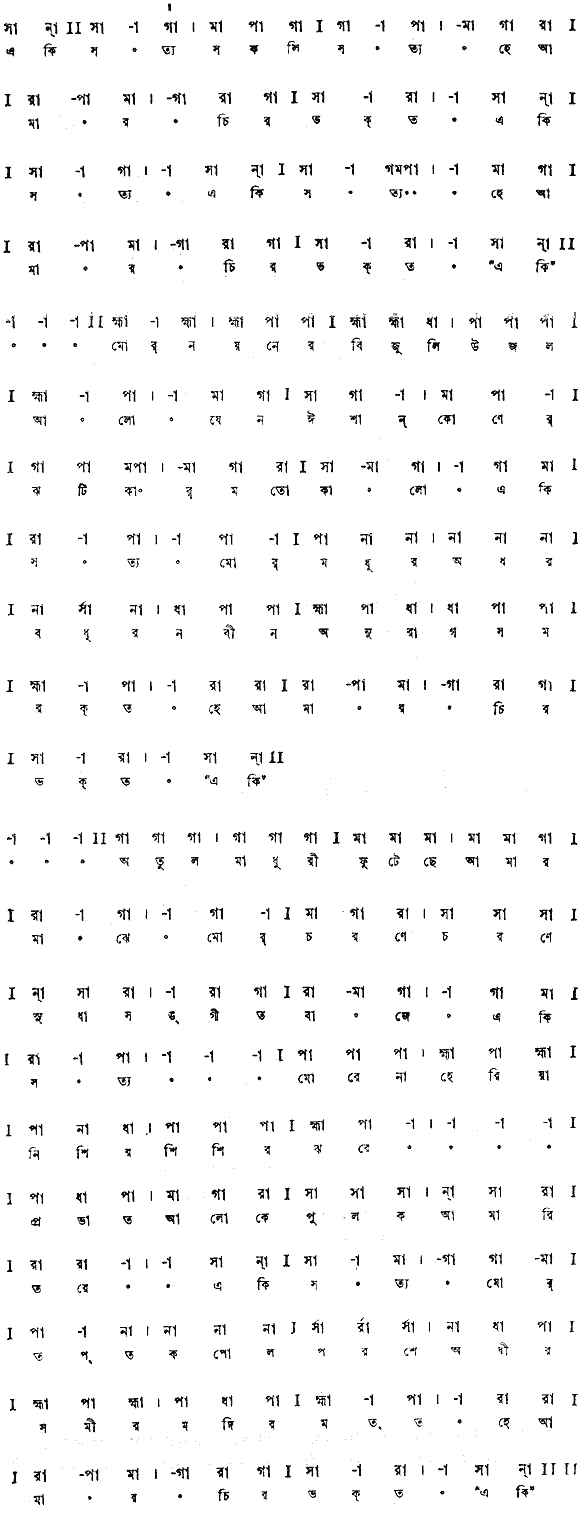 সা ন্া II সা -া গা । মা পা গা I গা -া পা । -মা গা রা I
এ কি স ॰ ত্য স ক লি স ॰ ত্য ॰ হে আ
I রা -পা মা । -গা রা গা I সা -া রা । -া সা ন্া I
মা ॰ র ॰ চি র ভ ক্ ত ॰ এ কি
I সা -া গা । -া সা ন্া I সা -া গমপা । -া মা গা I
স ॰ ত্য ॰ এ কি স ॰ ত্য॰॰ ॰ হে আ
I রা -পা মা । -গা রা গা I সা -া রা । -া সা ন্া II
মা ॰ র ॰ চি র ভ ক্ ত ॰ "এ কি"
-া -া -া II হ্মা -া হ্মা । হ্মা পা পা I হ্মা হ্মা ধা । পা পা পা I
॰ ॰ ॰ মো র্ ন য় নে র বি জু লি উ জ ল
I হ্মা -া পা । -া মা গা I সা গা -া । মা পা -া I
আ ॰ লো ॰ যে ন ঈ শা ন্ কো ণে র্
I গা পা মপা । -মা গা রা I সা -মা গা । -া গা মা I
ঝ টি কা॰ র্ ম তো কা ॰ লো ॰ এ কি
I রা -া পা । -া পা -া I পা না না । না না না I
স ॰ ত্য ॰ মো র্ ম ধু র অ ধ র
I না র্সা না । ধা পা পা I হ্মা পা ধা । ধা পা পা I
ব ধূ র ন বী ন অ নু রা গ স ম
I হ্মা -া পা । -া রা রা I রা -পা মা । -গা রা গা I
র ক্ ত ॰ হে আ মা ॰ র ॰ চি র
I সা -া রা । -া সা ন্া II
ভ ক্ ত ॰ "এ কি"
-া -া -া II গা গা গা । গা গা গা I মা মা মা । মা মা গা I
॰ ॰ ॰ অ তু ল মা ধু রী ফু টে ছে আ মা র
I রা -া গা । -া গা -া I মা গা রা । সা সা সা I
মা ॰ ঝে ॰ মো র্ চ র ণে চ র ণে
I ন্া সা রা । -া রা গা I রা -মা গা । -া গা মা I
সু ধা স ঙ্ গী ত বা ॰ জে ॰ এ কি
I রা -া পা । -া -া -া I পা পা পা । হ্মা পা হ্মা I
স ॰ ত্য ॰ ॰ ॰ মো রে না হে রি য়া
I পা না ধা । পা পা পা I হ্মা পা -া । -া -া -া I
নি শি র শি শি র ঝ রে ॰ ॰ ॰ ॰
I পা ধা পা । মা গা রা I সা সা সা । ন্া সা রা I
প্র ভা ত আ লো কে পু ল ক আ মা রি
I রা রা -া । -া সা ন্া I সা -া মা । -গা গা -মা I
ত রে ॰ ॰ এ কি স ॰ ত্য ॰ মো র্
I পা -া না । না না না I র্সা র্রা র্সা । না ধা পা I
ত প্ ত ক পো ল প র শে অ ধী র
I হ্মা পা হ্মা । পা ধা পা I হ্মা -া পা । -া রা রা I
স মী র ম দি র ম ত্ ত ॰ হে আ
I রা -পা মা । -গা রা গা I সা -া রা । -া সা ন্া II II
মা ॰ র ॰ চি র ভ ক্ ত ॰ "এ কি"